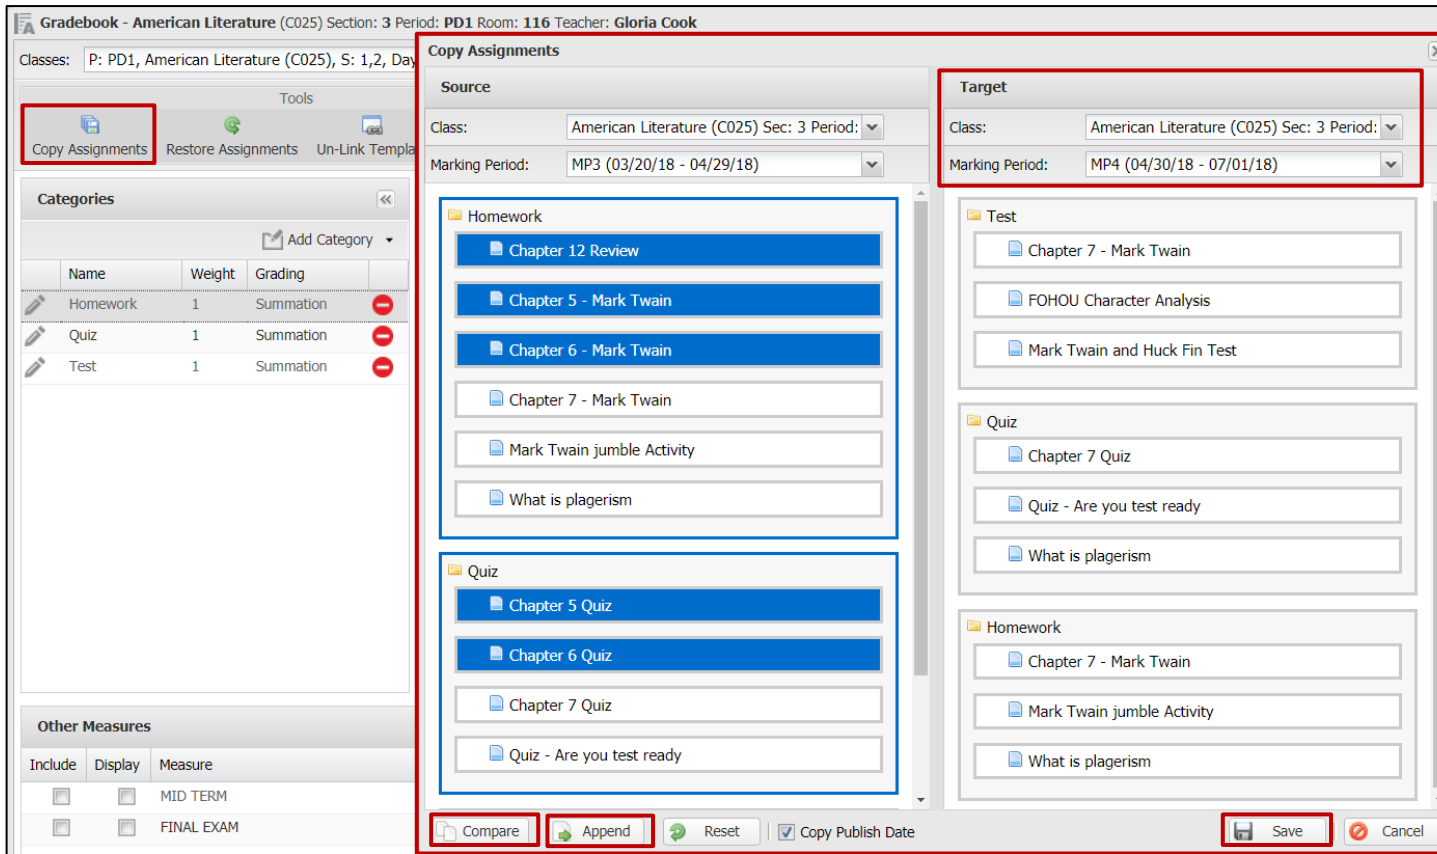 Gradebook - American Literature (C025) Section: 3 Period: PD1 Room: 116 Teacher: Gloria Cook
Classes: P: PD1, American Literature (C025), S: 1,2, Day
Tools
Copy Assignments Restore Assignments Un-Link Templa
Categories
Add Category
Name Weight Grading
Homework 1 Summation
Quiz 1 Summation
Test 1 Summation
Other Measures
Include Display Measure
MID TERM
FINAL EXAM
Copy Assignments
Source
Class: American Literature (C025) Sec: 3 Period:
Marking Period: MP3 (03/20/18 - 04/29/18)
Homework
Chapter 12 Review
Chapter 5 - Mark Twain
Chapter 6 - Mark Twain
Chapter 7 - Mark Twain
Mark Twain jumble Activity
What is plagerism
Quiz
Chapter 5 Quiz
Chapter 6 Quiz
Chapter 7 Quiz
Quiz - Are you test ready
Target
Class: American Literature (C025) Sec: 3 Period:
Marking Period: MP4 (04/30/18 - 07/01/18)
Test
Chapter 7 - Mark Twain
FOHOU Character Analysis
Mark Twain and Huck Fin Test
Quiz
Chapter 7 Quiz
Quiz - Are you test ready
What is plagerism
Homework
Chapter 7 - Mark Twain
Mark Twain jumble Activity
What is plagerism
Compare Append Reset Copy Publish Date Save Cancel